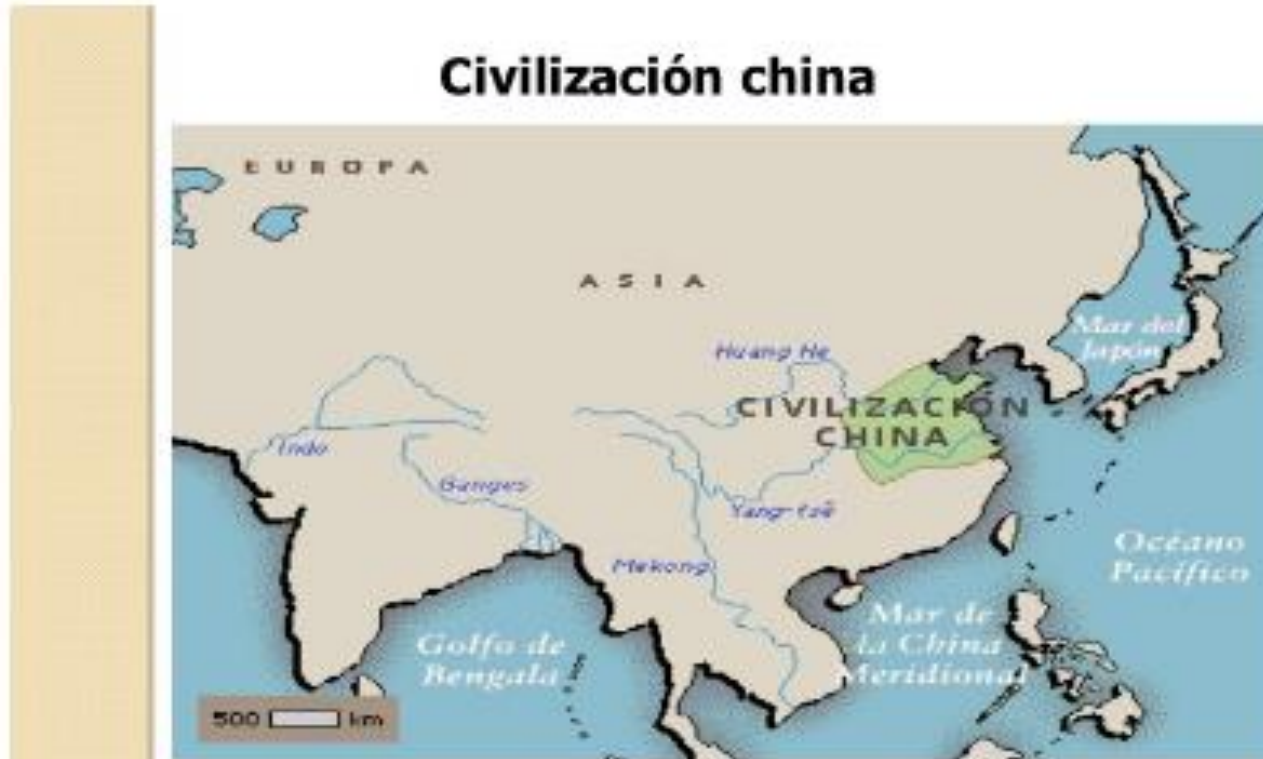 Civilización china
EUROPA
ASIA
Mar del
Japón
Huang He
CIVILIZACIÓN
CHINA
Indo
Ganges
Yang-tsê
Mekong
Océano
Pacífico
Mar de
la China
Meridional
Golfo de
Bengala
500 km